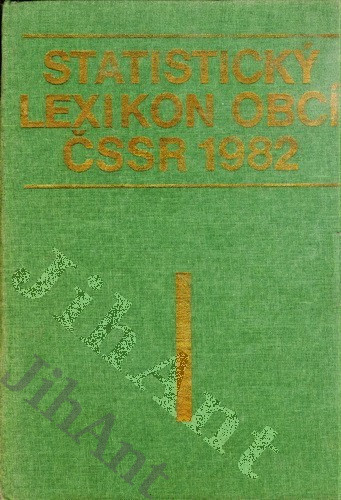 STATISTICKÝ
LEXIKON OBCÍ
ČSSR 1982
I
JihAnt
JihAnt